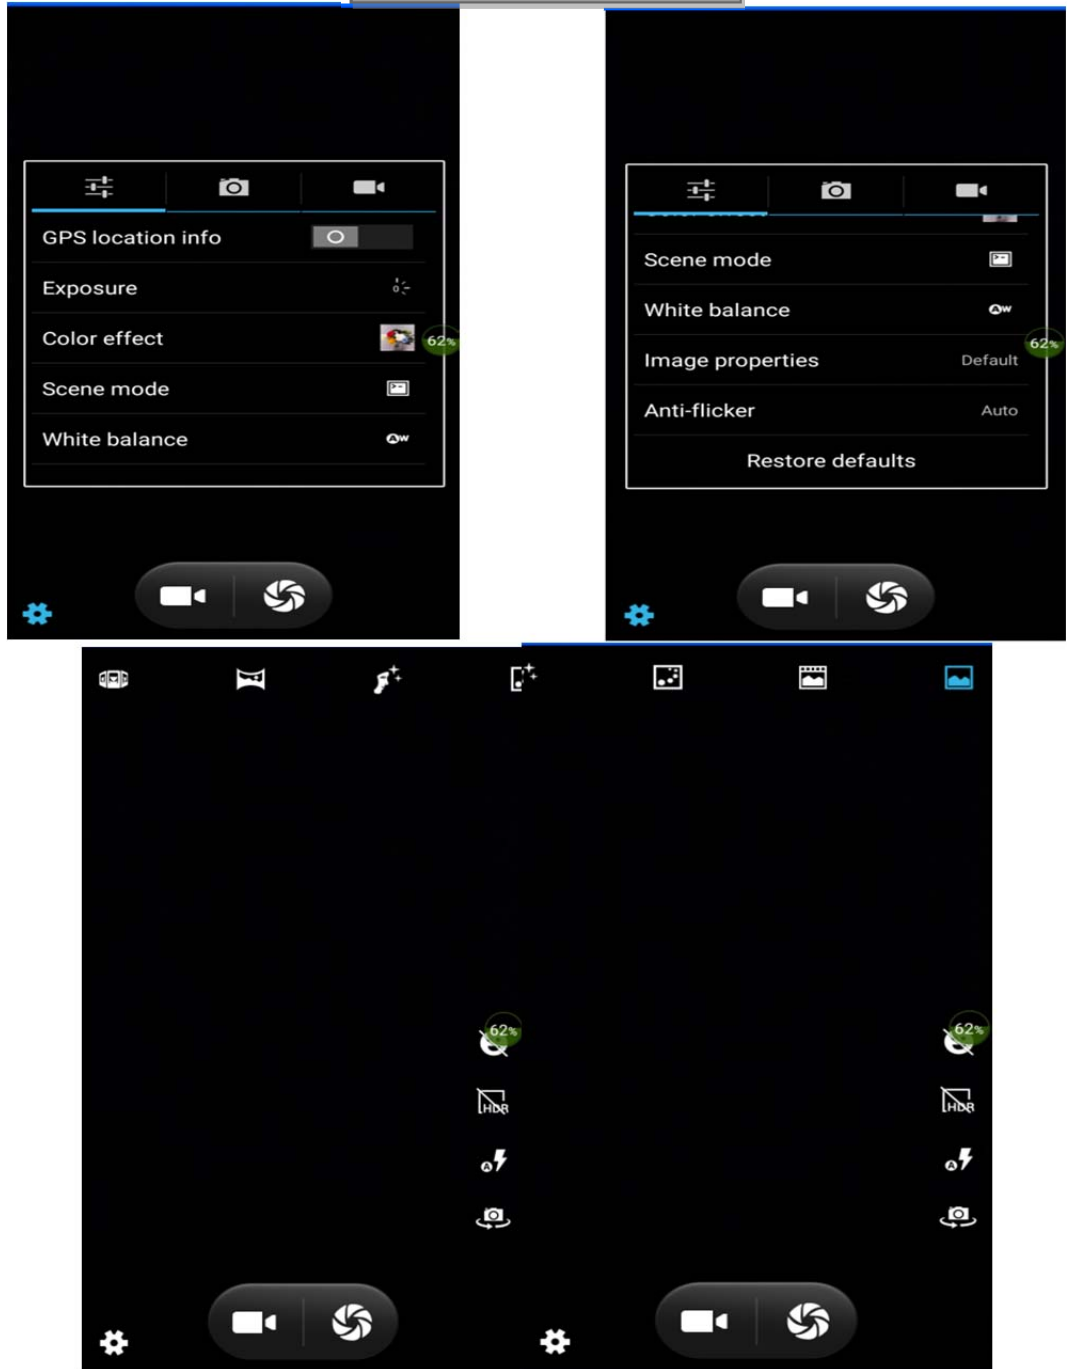 GPS location info
Exposure
Color effect
62%
Scene mode
White balance
Scene mode
White balance
62%
Image properties Default
Anti-flicker Auto
Restore defaults
62%
HDR
A
62%
HDR
A